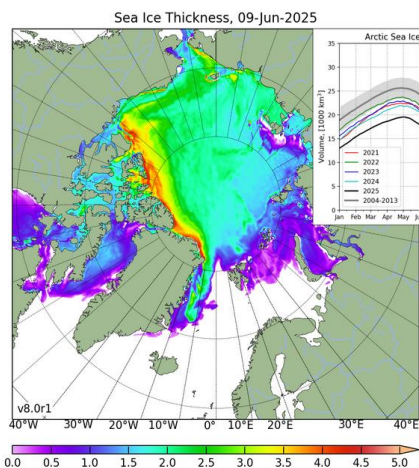 Sea Ice Thickness, 09-Jun-2025
Arctic Sea Ice
Volume, [1000 km³]
35
30
25
20
15
10
5
0
2021
2022
2023
2024
2025
2004-2013
Jan Feb Mar Apr May Ju
v8.0r1
40°W 30°W 20°W 10°W 0° 10°E 20°E 30°E 40°E
0.0 0.5 1.0 1.5 2.0 2.5 3.0 3.5 4.0 4.5 5.0